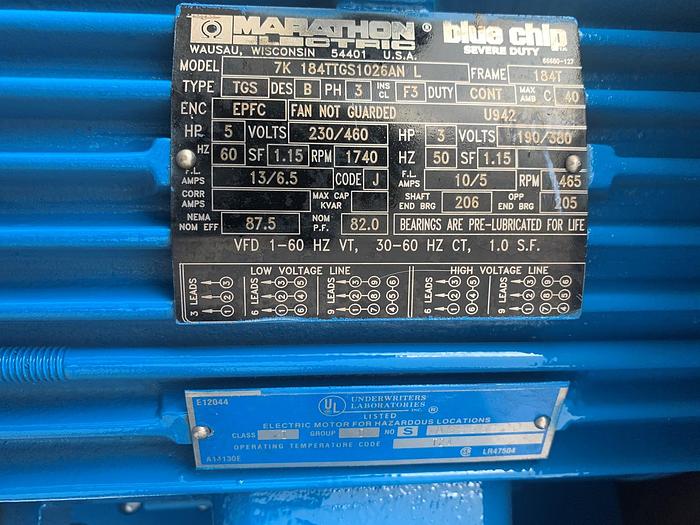 MARATHON ® blue chip
ELECTRIC SEVERE DUTY
WAUSAU, WISCONSIN 54401 U.S.A. 66660-127
MODEL 7K 184TTGS1026AN L FRAME 184T
TYPE TGS DES B PH 3 INS CL F3 DUTY CONT MAX AMB C 40
ENC EPFC FAN NOT GUARDED U942
HP 5 VOLTS 230/460 HP 3 VOLTS 190/380
HZ 60 SF 1.15 RPM 1740 HZ 50 SF 1.15
F.L. AMPS 13/6.5 CODE J F.L. AMPS 10/5 RPM 465
CORR AMPS MAX CAP KVAR SHAFT END BRG 206 OPP END BRG 205
NEMA NOM EFF 87.5 NOM P.F. 82.0 BEARINGS ARE PRE-LUBRICATED FOR LIFE
VFD 1-60 HZ VT, 30-60 HZ CT, 1.0 S.F.
LOW VOLTAGE LINE HIGH VOLTAGE LINE
3 LEADS 6 LEADS 9 LEADS 6 LEADS 9 LEADS
E12044 UL UNDERWRITERS LABORATORIES INC. ®
LISTED
ELECTRIC MOTOR FOR HAZARDOUS LOCATIONS
CLASS GROUP NO S
OPERATING TEMPERATURE CODE
A14130E LR47504